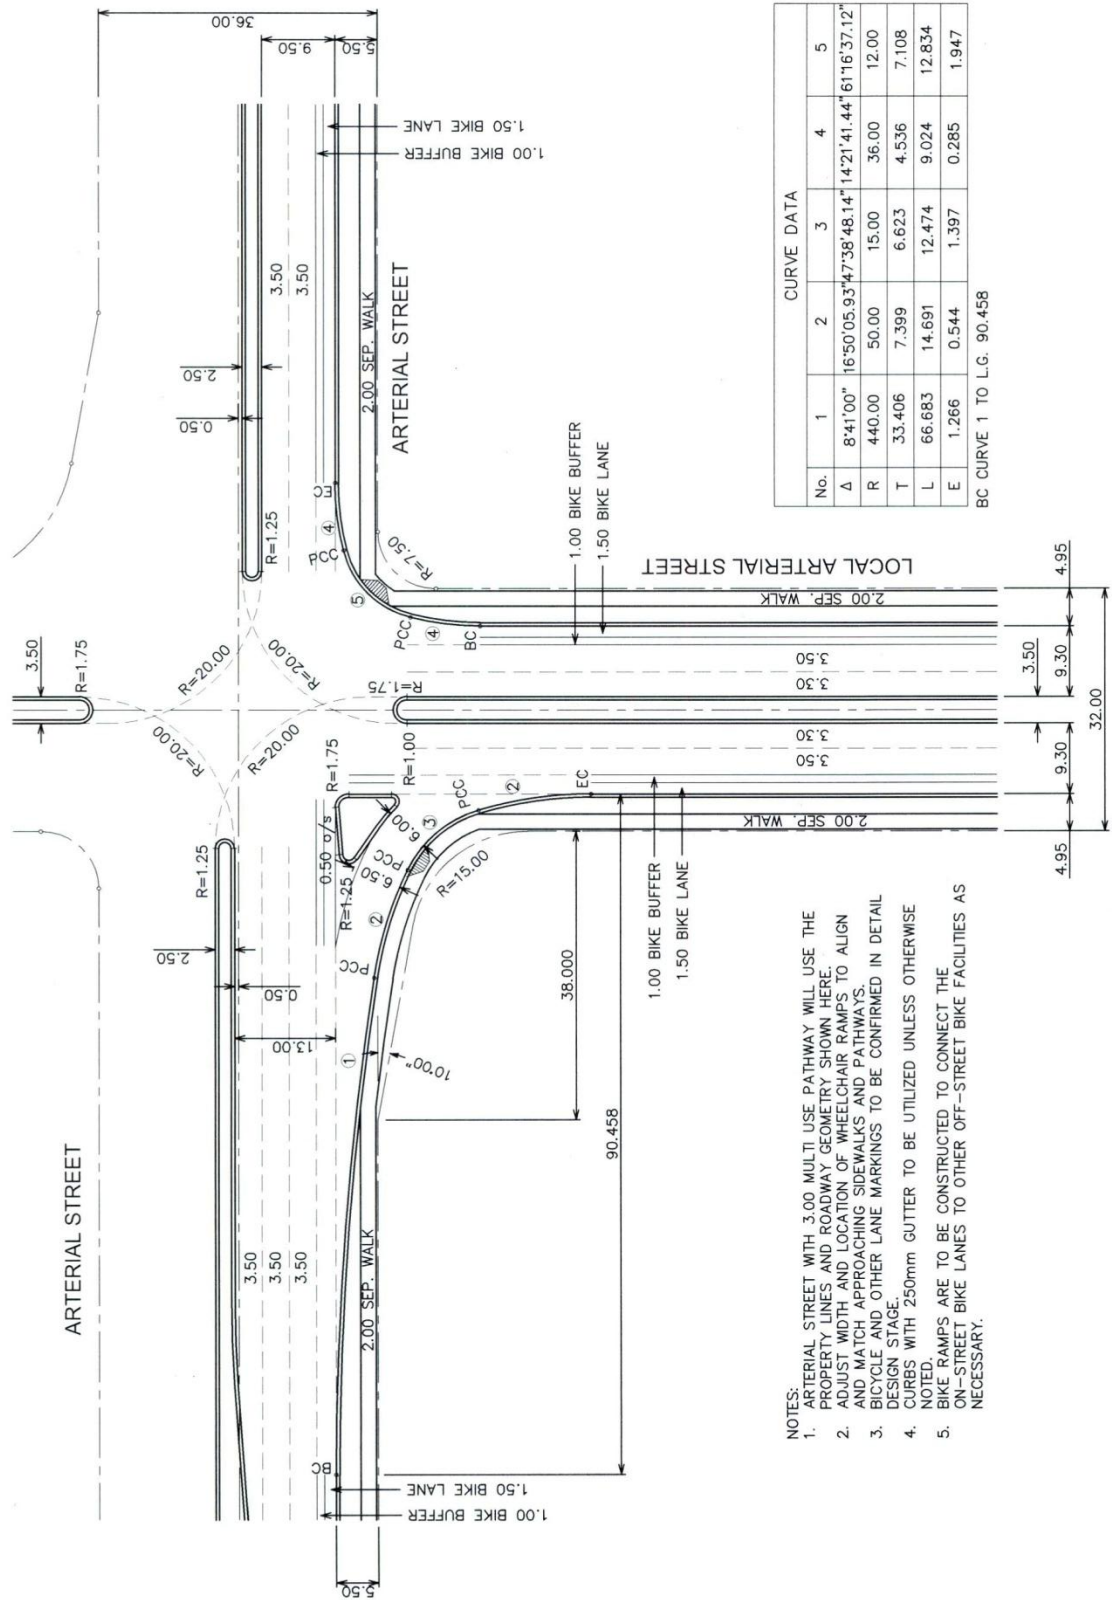 36.00
9.50
5.50
1.50 BIKE LANE
1.00 BIKE BUFFER
3.50
3.50
2.50
0.50
2.00 SEP. WALK
ARTERIAL STREET
R=1.25
EC
4
PCC
5
PCC
4
BC
R=7.50
1.00 BIKE BUFFER
1.50 BIKE LANE
LOCAL ARTERIAL STREET
2.00 SEP. WALK
4.95
9.30
3.50
9.30
4.95
32.00
3.50
3.30
3.30
3.50
2.00 SEP. WALK
3.50
R=1.75
R=20.00
R=20.00
R=20.00
R=20.00
R=1.75
R=1.75
R=1.00
0.50 o/s
R=1.25
6.00
6.50
R=15.00
EC
2
PCC
3
PCC
2
PCC
1
10'00"
R=1.25
2.50
0.50
13.00
ARTERIAL STREET
3.50
3.50
3.50
2.00 SEP. WALK
BC
1.50 BIKE LANE
1.00 BIKE BUFFER
5.50
38.000
90.458
1.00 BIKE BUFFER
1.50 BIKE LANE
CURVE DATA
No. 1 2 3 4 5
Δ 8°41'00" 16°50'05.93" 47°38'48.14" 14°21'41.44" 61°16'37.12"
R 440.00 50.00 15.00 36.00 12.00
T 33.406 7.399 6.623 4.536 7.108
L 66.683 14.691 12.474 9.024 12.834
E 1.266 0.544 1.397 0.285 1.947
BC CURVE 1 TO L.G. 90.458
NOTES:
1. ARTERIAL STREET WITH 3.00 MULTI USE PATHWAY WILL USE THE
PROPERTY LINES AND ROADWAY GEOMETRY SHOWN HERE.
2. ADJUST WIDTH AND LOCATION OF WHEELCHAIR RAMPS TO ALIGN
AND MATCH APPROACHING SIDEWALKS AND PATHWAYS.
3. BICYCLE AND OTHER LANE MARKINGS TO BE CONFIRMED IN DETAIL
DESIGN STAGE.
4. CURBS WITH 250mm GUTTER TO BE UTILIZED UNLESS OTHERWISE
NOTED.
5. BIKE RAMPS ARE TO BE CONSTRUCTED TO CONNECT THE
ON-STREET BIKE LANES TO OTHER OFF-STREET BIKE FACILITIES AS
NECESSARY.